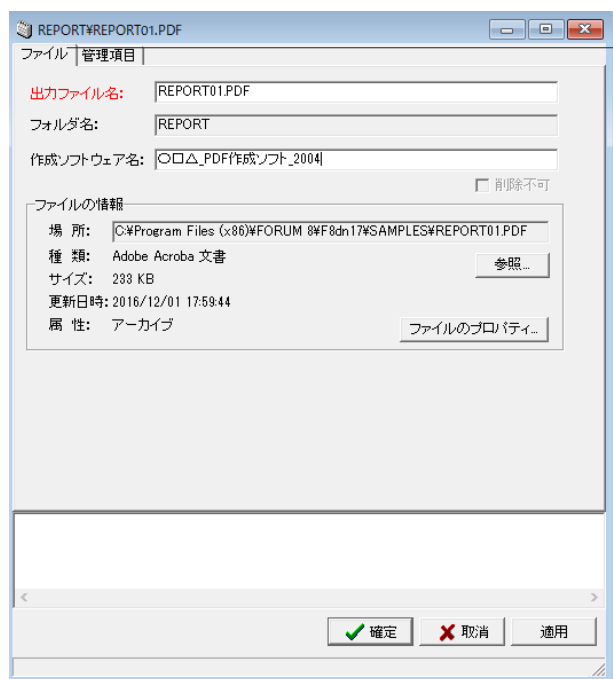 REPORT¥REPORT01.PDF
ファイル 管理項目
出力ファイル名: REPORT01.PDF
フォルダ名: REPORT
作成ソフトウェア名: 〇口△_PDF作成ソフト_2004
削除不可
ファイルの情報
場 所: C:¥Program Files (x86)¥FORUM 8¥F8dn17¥SAMPLES¥REPORT01.PDF
種 類: Adobe Acroba 文書
参照...
サイズ: 233 KB
更新日時: 2016/12/01 17:59:44
属 性: アーカイブ
ファイルのプロパティ...
確定 取消 適用